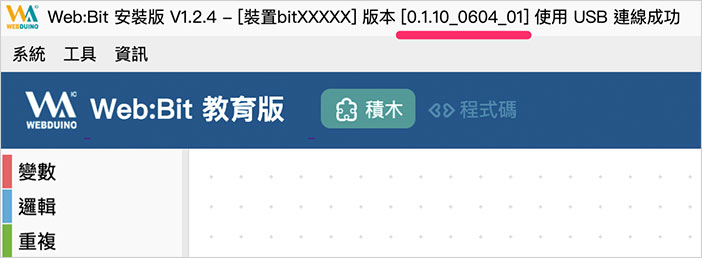 WEBDUINO Web:Bit 安裝版 V1.2.4 – [裝置bitXXXXX] 版本 [0.1.10_0604_01] 使用 USB 連線成功
系統 工具 資訊
WEBDUINO IC Web:Bit 教育版 積木 程式碼
變數
邏輯
重複